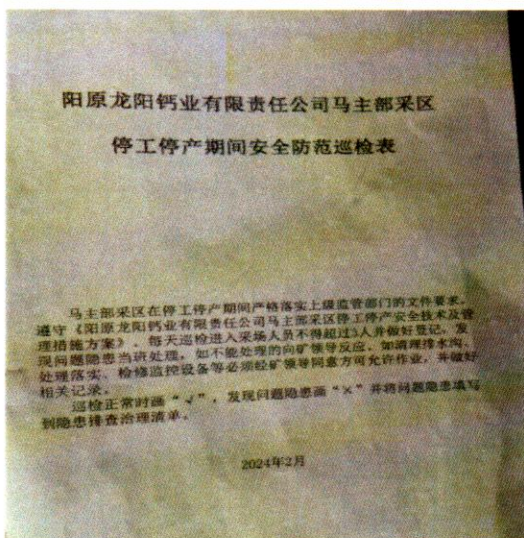 阳原龙阳钙业有限责任公司马主部采区
停工停产期间安全防范巡检表
马主部采区在停工停产期间严格落实上级监管部门的文件要求，
遵守《阳原龙阳钙业有限责任公司马主部采区停工停产安全技术及管
理措施方案》，每天巡检进入采场人员不得超过3人并做好登记，发
现问题隐患当班处理，如不能处理的向矿领导反应，如清理排水沟、
处理落实、检修监控设备等必须经矿领导同意方可允许作业，并做好
相关记录。
巡检正常时画“√”，发现问题隐患画“×”并将问题隐患填写
到隐患排查治理清单。
2024年2月